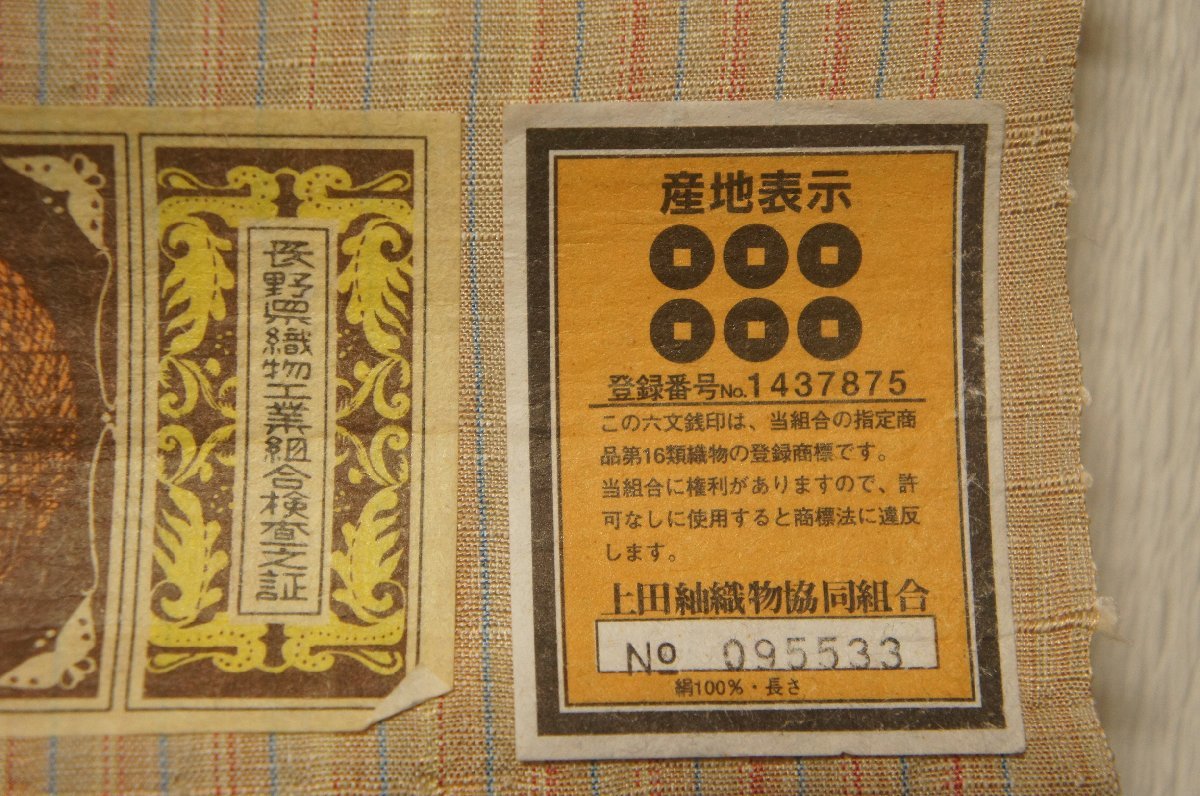 長野県織物工業組合検査之証
産地表示
登録番号No.1437875
この六文銭印は、当組合の指定商
品第16類織物の登録商標です。
当組合に権利がありますので、許
可なしに使用すると商標法に違反
します。
上田紬織物協同組合
No 095533
絹100%・長さ